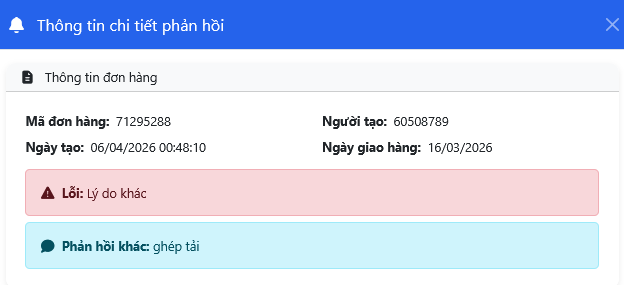 Thông tin chi tiết phản hồi
Thông tin đơn hàng
Mã đơn hàng: 71295288 Người tạo: 60508789
Ngày tạo: 06/04/2026 00:48:10 Ngày giao hàng: 16/03/2026
Lỗi: Lý do khác
Phản hồi khác: ghép tải